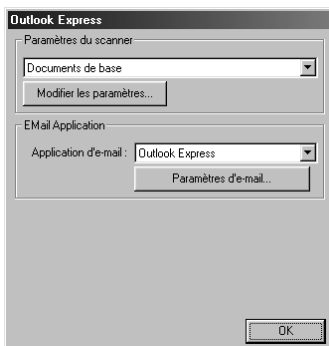 Outlook Express
Paramètres du scanner
Documents de base
Modifier les paramètres...
EMail Application
Application d'e-mail : Outlook Express
Paramètres d'e-mail...
OK